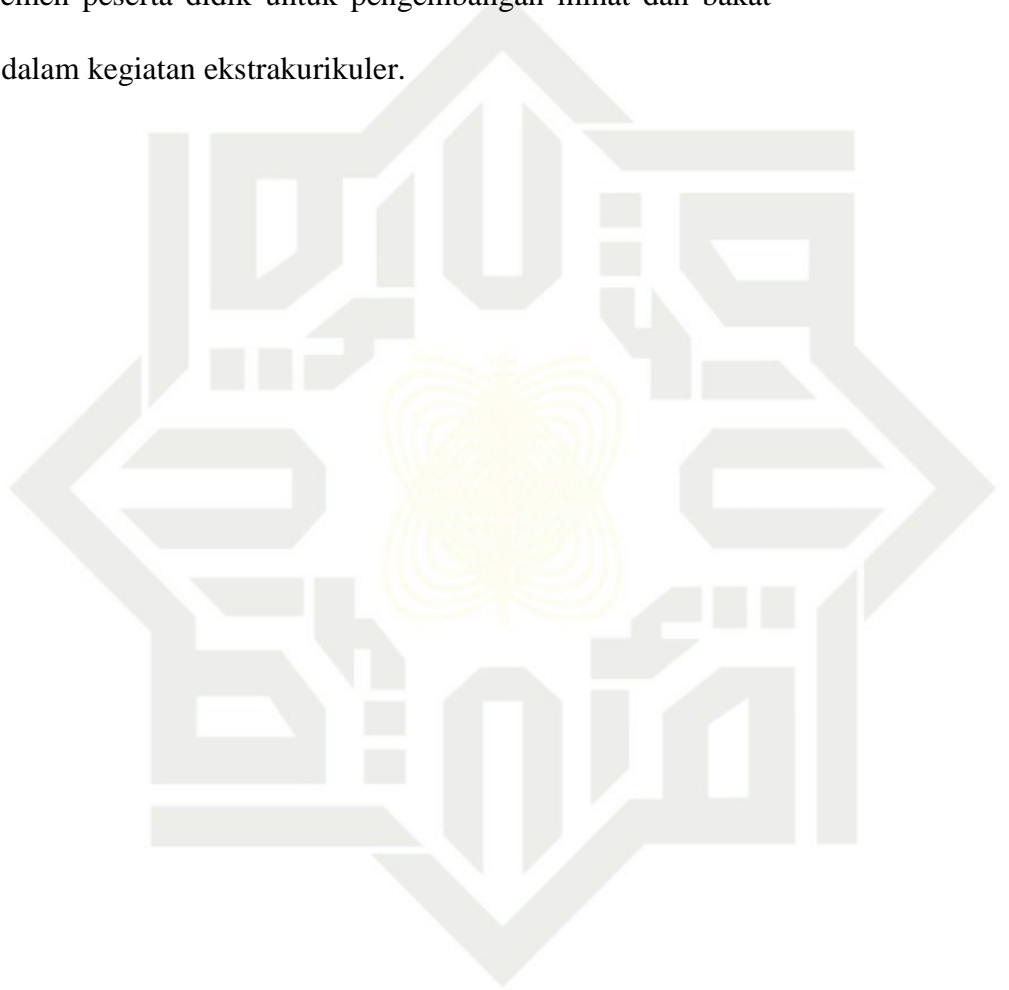 peserta didik untuk pengembangan minat dan bakat
dalam kegiatan ekstrakurikuler.